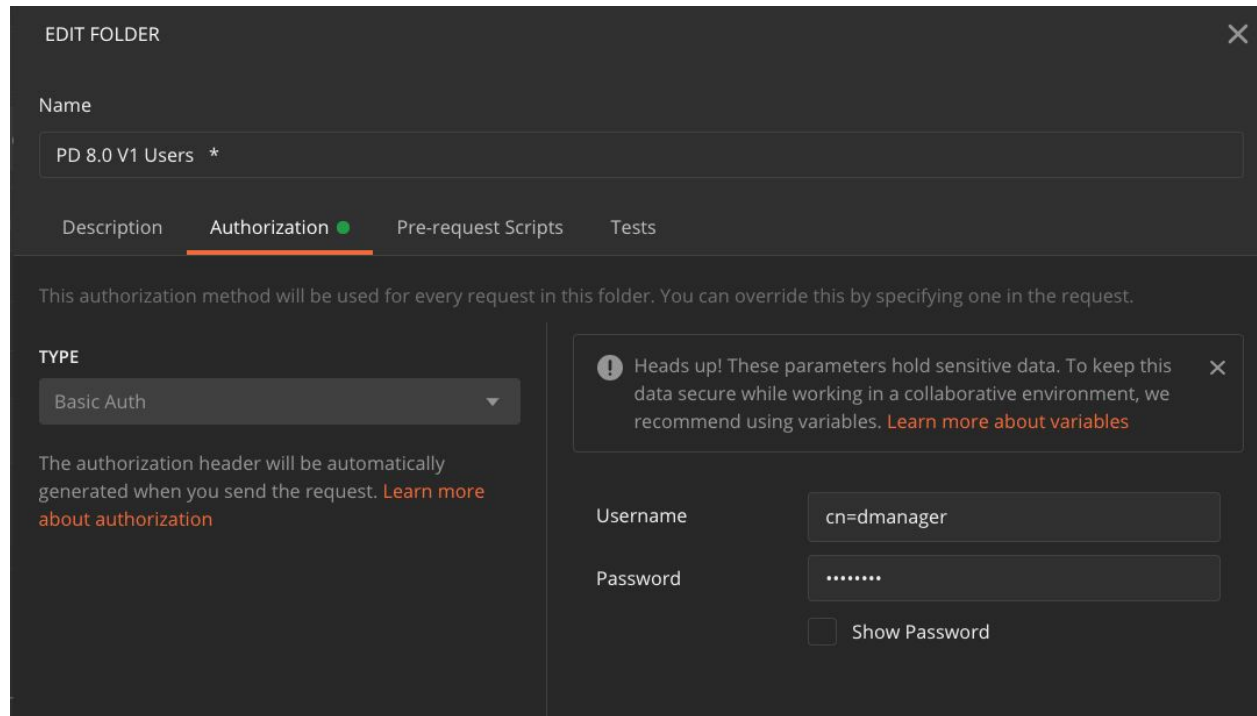 EDIT FOLDER
Name
PD 8.0 V1 Users *
Description Authorization Pre-request Scripts Tests
This authorization method will be used for every request in this folder. You can override this by specifying one in the request.
TYPE
Basic Auth
The authorization header will be automatically
generated when you send the request. Learn more
about authorization
Heads up! These parameters hold sensitive data. To keep this
data secure while working in a collaborative environment, we
recommend using variables. Learn more about variables
Username cn=dmanager
Password ••••••••
Show Password